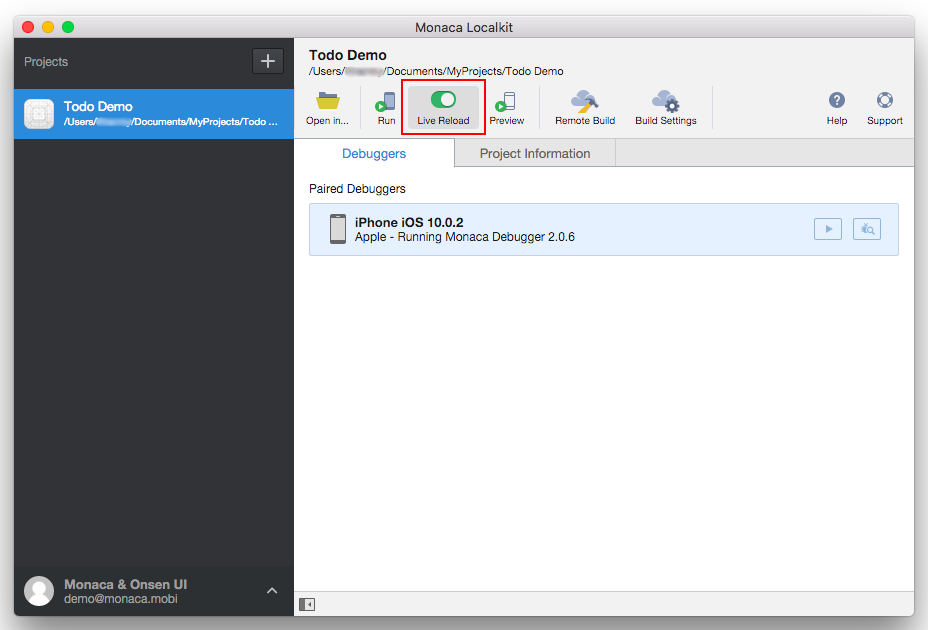 Monaca Localkit
Projects
Todo Demo
/Users/ /Documents/MyProjects/Todo ...
Todo Demo
/Users/ /Documents/MyProjects/Todo Demo
Open in...
Run
Live Reload
Preview
Remote Build
Build Settings
Help
Support
Debuggers
Project Information
Paired Debuggers
iPhone iOS 10.0.2
Apple - Running Monaca Debugger 2.0.6
Monaca & Onsen UI
demo@monaca.mobi